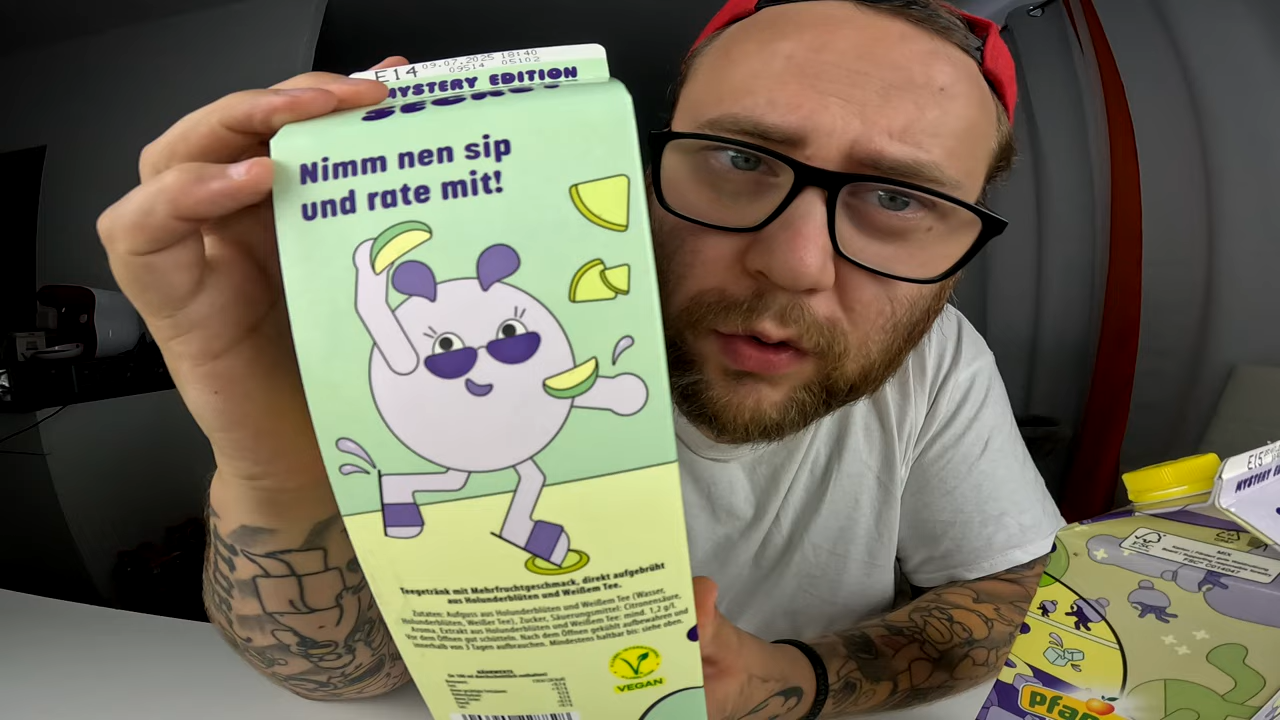 E14 09.07.2025 18:40
09514 05102
MYSTERY EDITION
Nimm nen sip
und rate mit!
Teegetränk mit Mehrfruchtgeschmack, direkt aufgebrüht
aus Holunderblüten und Weißem Tee.
Zutaten: Aufguss aus Holunderblüten und Weißem Tee (Wasser,
Holunderblüten, Weißer Tee), Zucker, Säuerungsmittel: Citronensäure,
Aroma, Extrakt aus Holunderblüten und Weißem Tee: mind. 1,2 g/l.
Vor dem Öffnen gut schütteln. Nach dem Öffnen gekühlt aufbewahren und
innerhalb von 3 Tagen aufbrauchen. Mindestens haltbar bis: siehe oben.
NÄHRWERTE
VEGAN
E15
MYSTERY
FSC
MIX
pfan